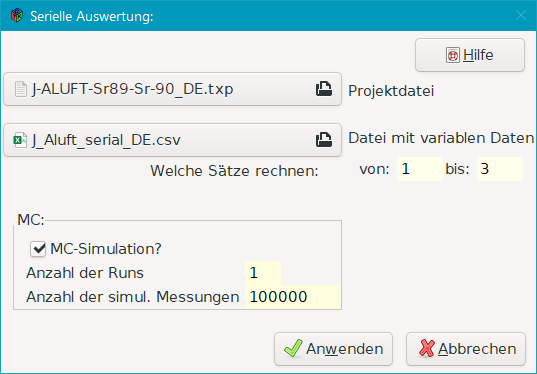 Serielle Auswertung:
Hilfe
J-ALUFT-Sr89-Sr-90_DE.txp
Projektdatei
J_Aluft_serial_DE.csv
Datei mit variablen Daten
Welche Sätze rechnen:
von: 1 bis: 3
MC:
MC-Simulation?
Anzahl der Runs 1
Anzahl der simul. Messungen 100000
Anwenden Abbrechen